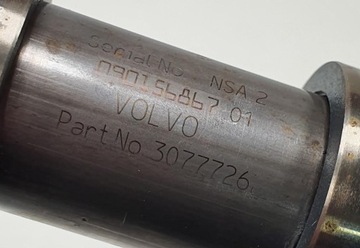 Serial No. NSA 2
090156867 01
VOLVO
Part No. 3077726